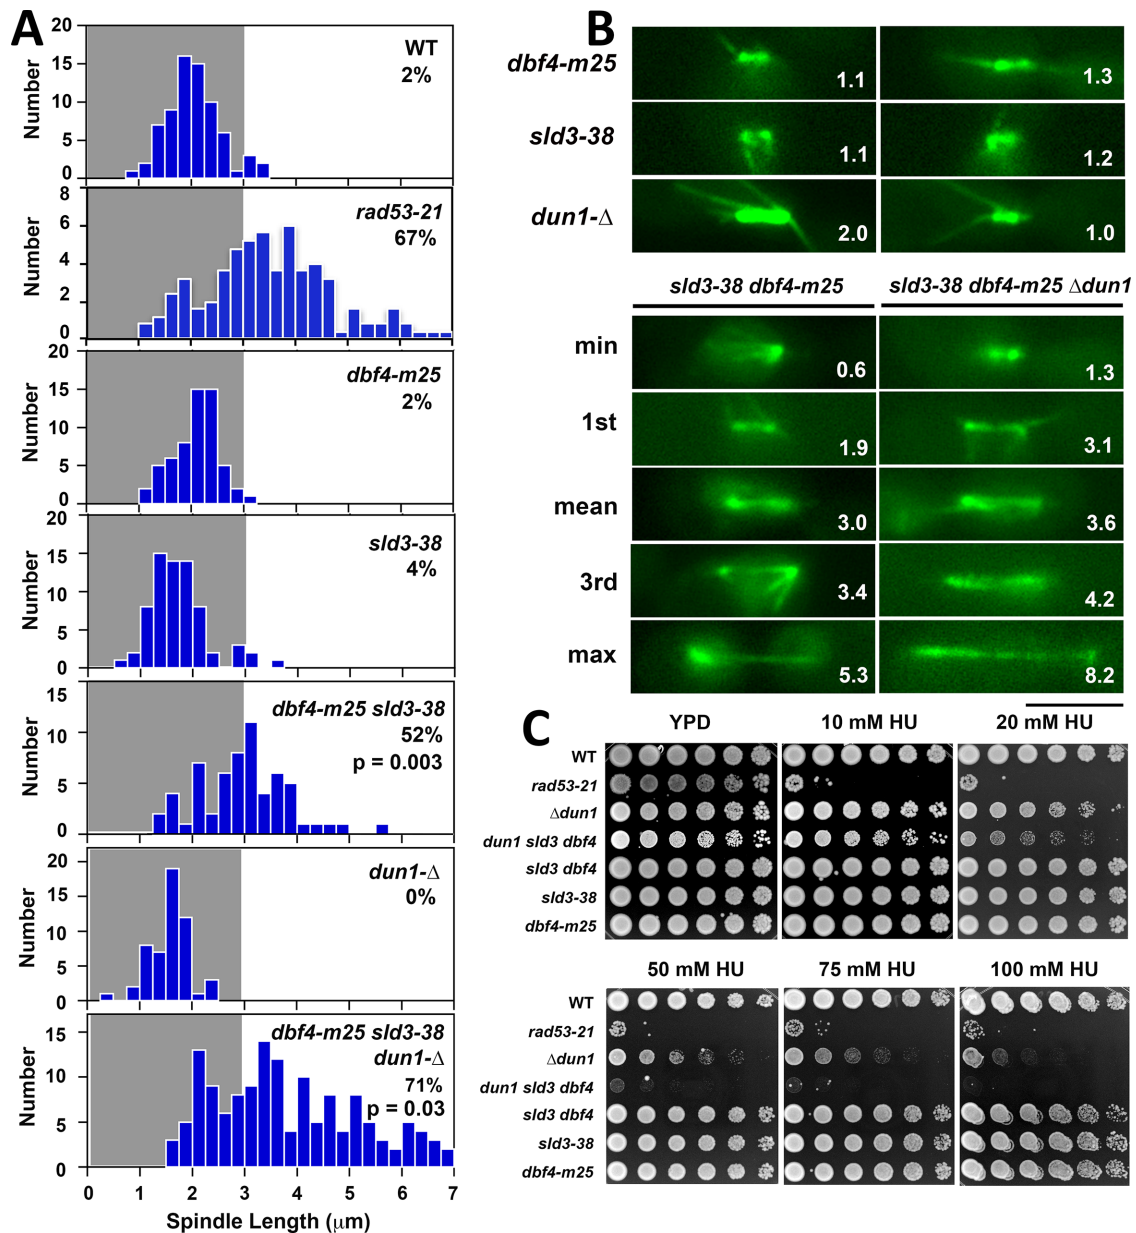 A
20
15
10
5
0
Number
WT
2%
8
6
4
2
0
Number
rad53-21
67%
20
15
10
5
0
Number
dbf4-m25
2%
20
15
10
5
0
Number
sld3-38
4%
15
10
5
0
Number
dbf4-m25 sld3-38
52%
p = 0.003
20
15
10
5
0
Number
dun1-Δ
0%
15
10
5
0
Number
dbf4-m25 sld3-38
dun1-Δ
71%
p = 0.03
0 1 2 3 4 5 6 7
Spindle Length (μm)
B
dbf4-m25
1.1
1.3
sld3-38
1.1
1.2
dun1-Δ
2.0
1.0
sld3-38 dbf4-m25
sld3-38 dbf4-m25 Δdun1
min
0.6
1.3
1st
1.9
3.1
mean
3.0
3.6
3rd
3.4
4.2
max
5.3
8.2
C
YPD
10 mM HU
20 mM HU
WT
rad53-21
Δdun1
dun1 sld3 dbf4
sld3 dbf4
sld3-38
dbf4-m25
50 mM HU
75 mM HU
100 mM HU
WT
rad53-21
Δdun1
dun1 sld3 dbf4
sld3 dbf4
sld3-38
dbf4-m25